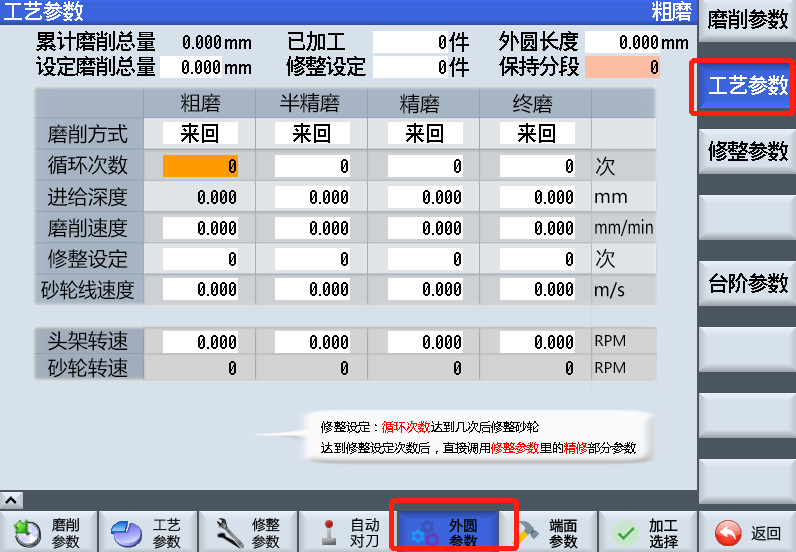 工艺参数 粗磨
累计磨削总量 0.000mm 已加工 0件 外圆长度 0.000mm
设定磨削总量 0.000mm 修整设定 0件 保持分段 0
粗磨 半精磨 精磨 终磨
磨削方式 来回 来回 来回 来回
循环次数 0 0 0 0 次
进给深度 0.000 0.000 0.000 0.000 mm
磨削速度 0.000 0.000 0.000 0.000 mm/min
修整设定 0 0 0 0 次
砂轮线速度 0.000 0.000 0.000 0.000 m/s
头架转速 0.000 0.000 0.000 0.000 RPM
砂轮转速 0 0 0 0 RPM
修整设定：循环次数达到几次后修整砂轮
达到修整设定次数后，直接调用修整参数里的精修部分参数
磨削参数
工艺参数
修整参数
台阶参数
磨削
参数
工艺
参数
修整
参数
自动
对刀
外圆
参数
端面
参数
加工
选择
返回